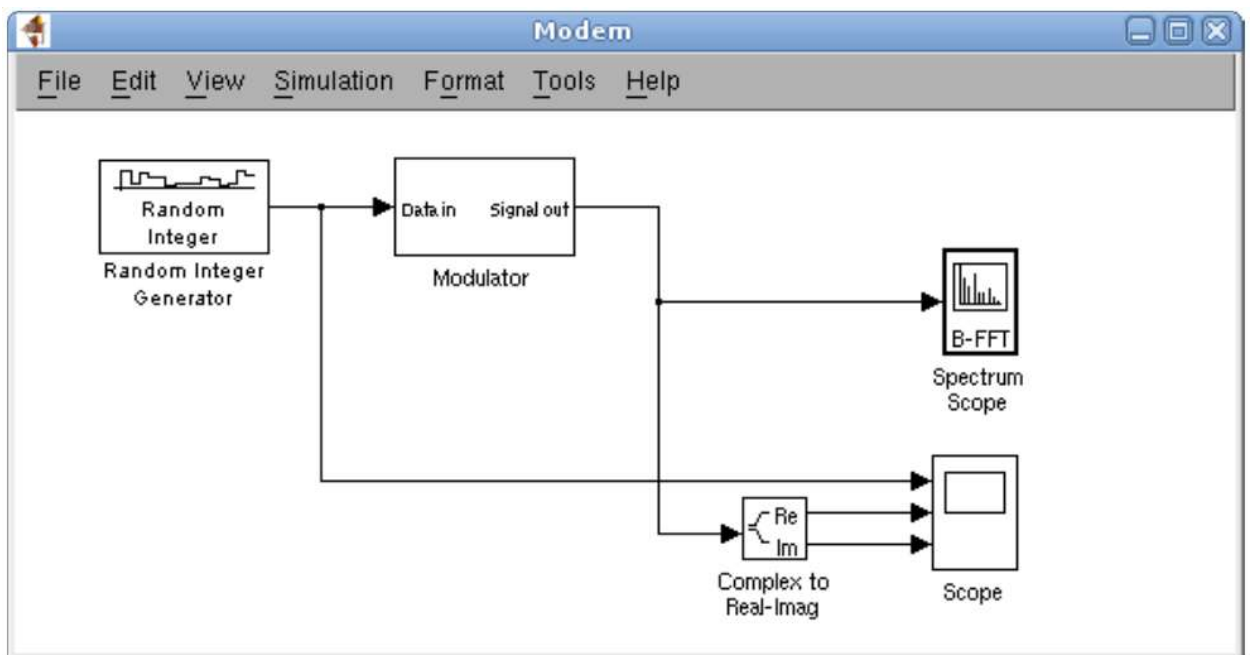 Modem
File Edit View Simulation Format Tools Help
Random
Integer
Random Integer
Generator
Data in Signal out
Modulator
B-FFT
Spectrum
Scope
Re
Im
Complex to
Real-Imag
Scope